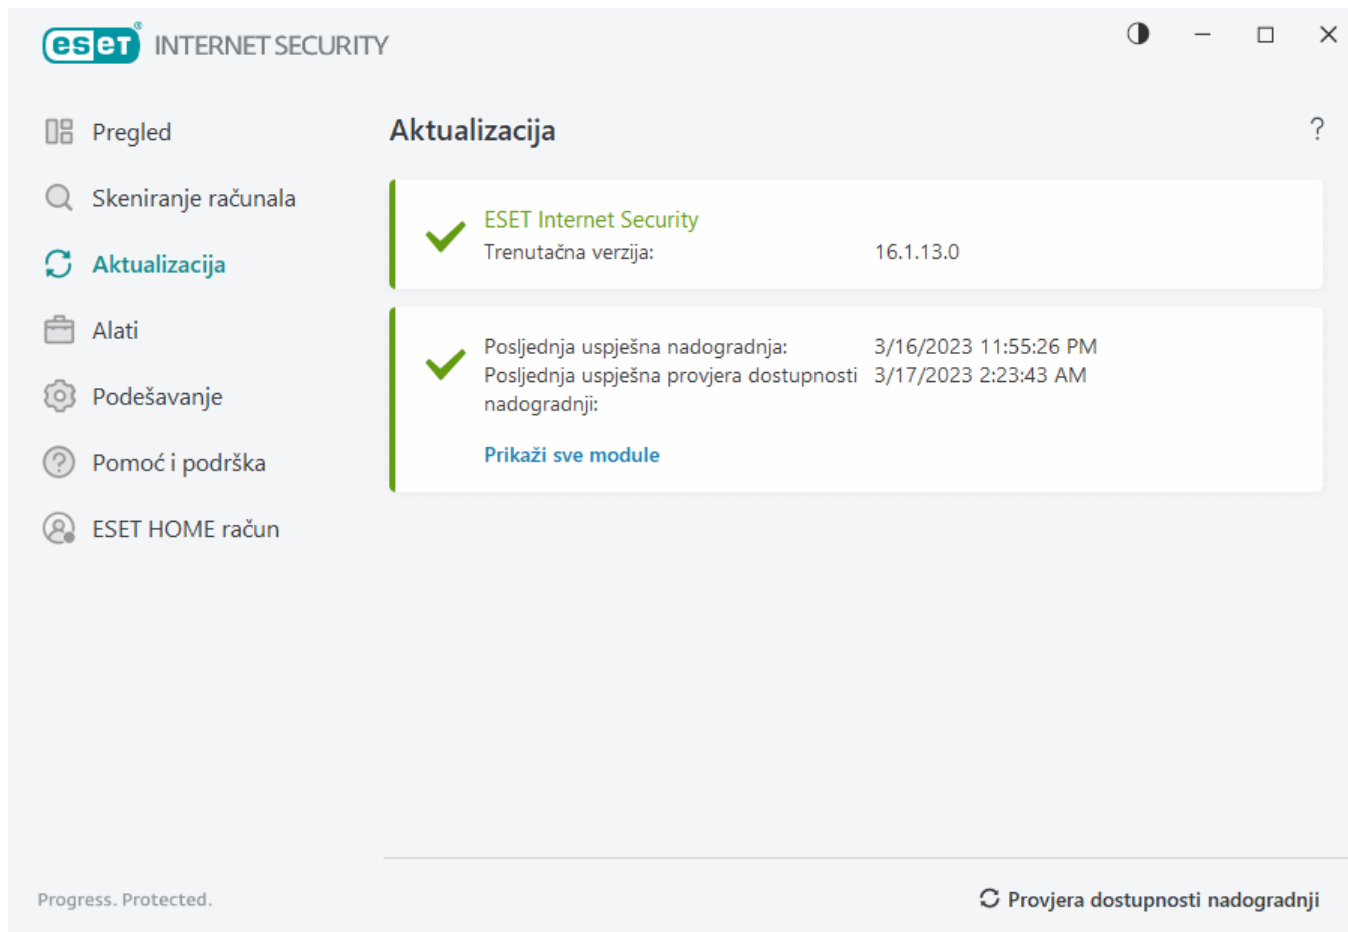 eset® INTERNET SECURITY
Pregled
Skeniranje računala
Aktualizacija
Alati
Podešavanje
Pomoć i podrška
ESET HOME račun
Aktualizacija
?
ESET Internet Security
Trenutačna verzija: 16.1.13.0
Posljednja uspješna nadogradnja: 3/16/2023 11:55:26 PM
Posljednja uspješna provjera dostupnosti 3/17/2023 2:23:43 AM
nadogradnji:
Prikaži sve module
Progress. Protected.
Provjera dostupnosti nadogradnji